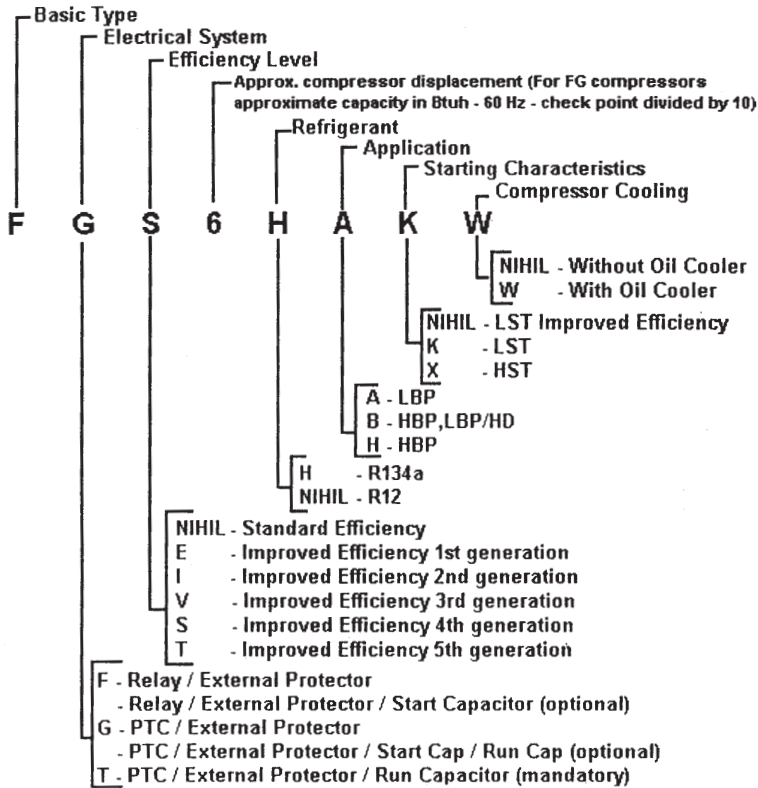 Basic Type
Electrical System
Efficiency Level
Approx. compressor displacement (For FG compressors
approximate capacity in Btuh - 60 Hz - check point divided by 10)
Refrigerant
Application
Starting Characteristics
Compressor Cooling
F G S 6 H A K W
NIHIL - Without Oil Cooler
W - With Oil Cooler
NIHIL - LST Improved Efficiency
K - LST
X - HST
A - LBP
B - HBP,LBP/HD
H - HBP
H - R134a
NIHIL - R12
NIHIL - Standard Efficiency
E - Improved Efficiency 1st generation
I - Improved Efficiency 2nd generation
V - Improved Efficiency 3rd generation
S - Improved Efficiency 4th generation
T - Improved Efficiency 5th generation
F - Relay / External Protector
- Relay / External Protector / Start Capacitor (optional)
G - PTC / External Protector
- PTC / External Protector / Start Cap / Run Cap (optional)
T - PTC / External Protector / Run Capacitor (mandatory)